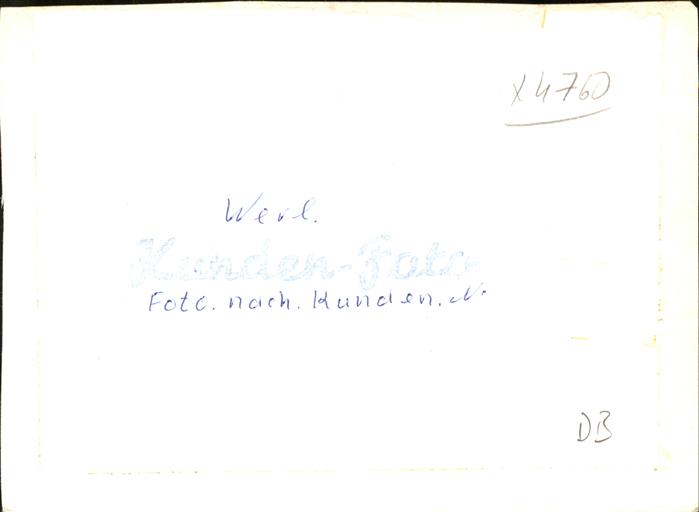 X4760
Werl.
Kunden-Foto
Foto. nach. Kunden. N.
DB